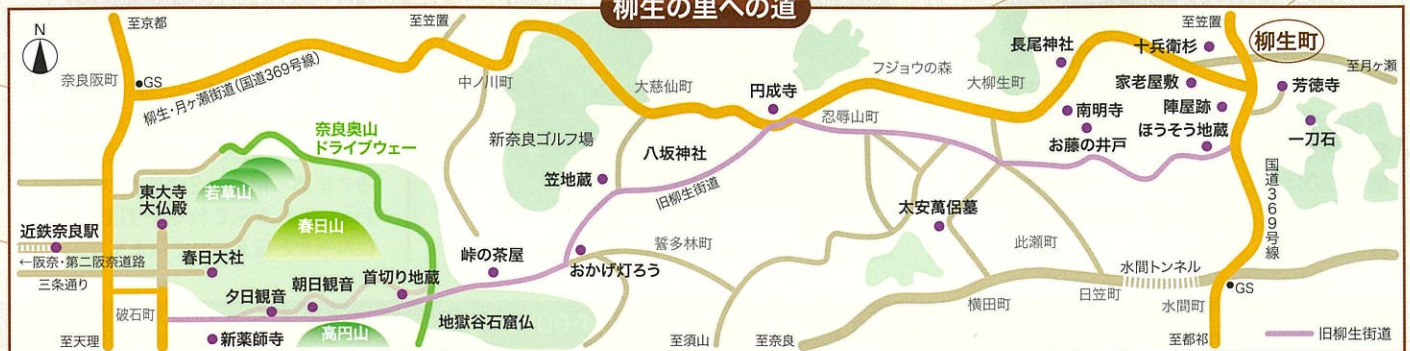 柳生の里への道
N
至京都
奈良阪町
GS
柳生・月ヶ瀬街道(国道369号線)
至笠置
中ノ川町
奈良奥山
ドライブウェー
新奈良ゴルフ場
大慈仙町
円成寺
忍辱山町
フジョウの森
大柳生町
長尾神社
至笠置
十兵衛杉
柳生町
至月ヶ瀬
家老屋敷
芳徳寺
陣屋跡
南明寺
お藤の井戸
ほうそう地蔵
一刀石
八坂神社
笠地蔵
旧柳生街道
東大寺
大仏殿
若草山
春日山
近鉄奈良駅
←阪奈・第二阪奈道路
三条通り
春日大社
夕日観音
朝日観音
首切り地蔵
峠の茶屋
おかげ灯ろう
誓多林町
太安萬侶墓
此瀬町
国道369号線
水間トンネル
GS
破石町
新薬師寺
高円山
地獄谷石窟仏
至天理
至須山
至奈良
横田町
日笠町
水間町
至都祁
旧柳生街道